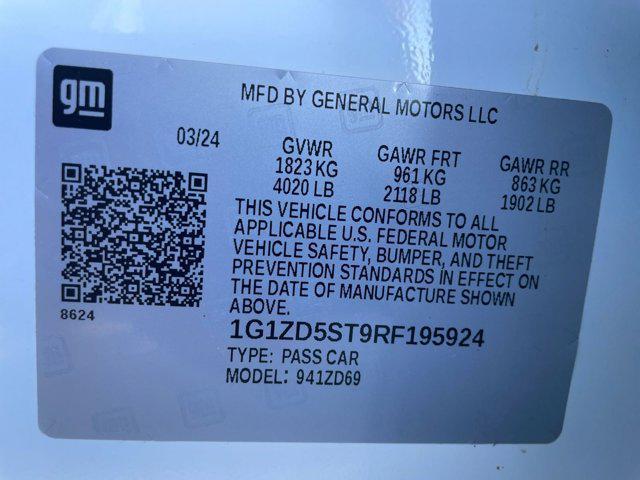 gm
MFD BY GENERAL MOTORS LLC
03/24
GVWR
1823 KG
4020 LB
GAWR FRT
961 KG
2118 LB
GAWR RR
863 KG
1902 LB
THIS VEHICLE CONFORMS TO ALL
APPLICABLE U.S. FEDERAL MOTOR
VEHICLE SAFETY, BUMPER, AND THEFT
PREVENTION STANDARDS IN EFFECT ON
THE DATE OF MANUFACTURE SHOWN
ABOVE.
8624
1G1ZD5ST9RF195924
TYPE: PASS CAR
MODEL: 941ZD69